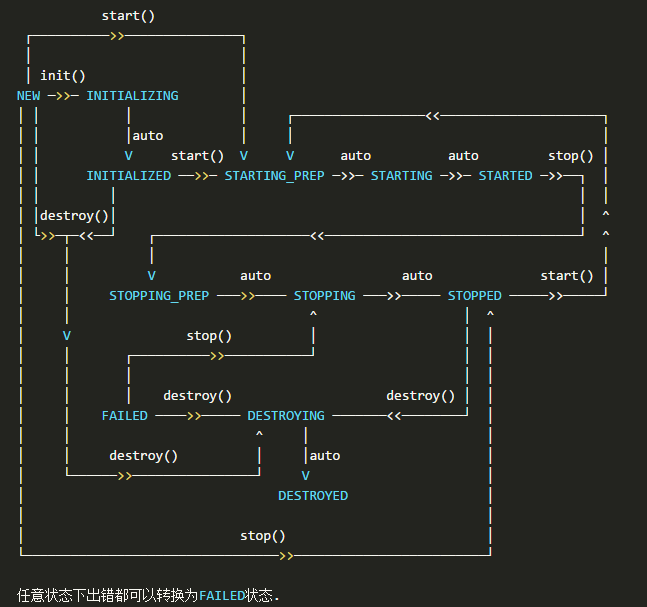 start()
init()
NEW INITIALIZING
auto
start() auto auto stop()
INITIALIZED STARTING_PREP STARTING STARTED
destroy()
auto auto start()
STOPPING_PREP STOPPING STOPPED
stop()
destroy() destroy()
FAILED DESTROYING
destroy() auto
DESTROYED
stop()
任意状态下出错都可以转换为FAILED状态.